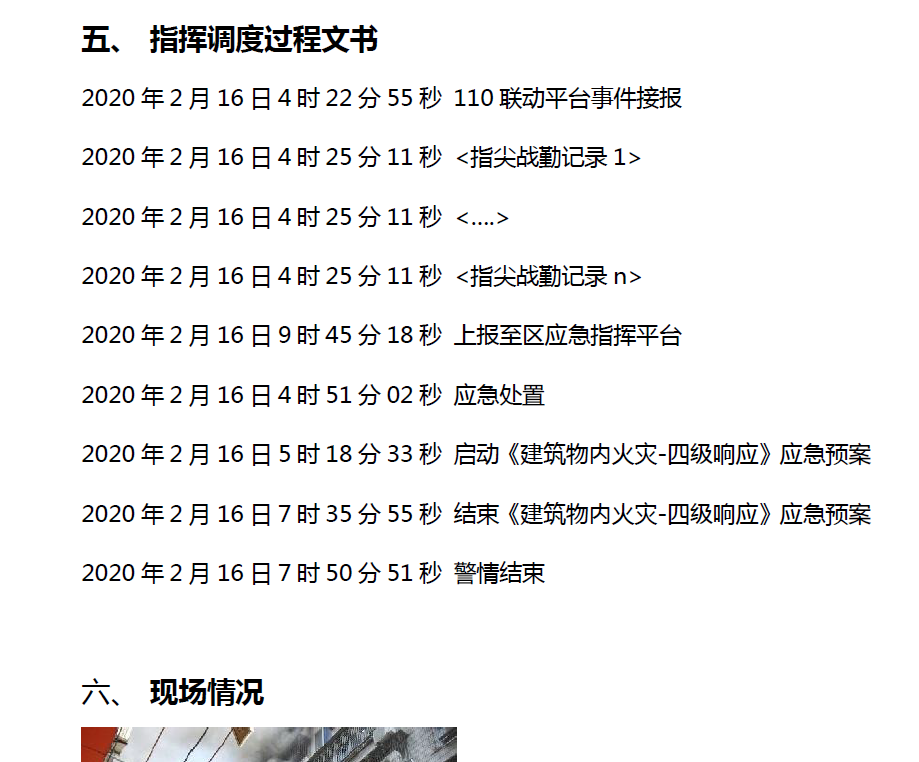 五、 指挥调度过程文书
2020 年 2 月 16 日 4 时 22 分 55 秒 110 联动平台事件接报
2020 年 2 月 16 日 4 时 25 分 11 秒 <指尖战勤记录 1>
2020 年 2 月 16 日 4 时 25 分 11 秒 <....>
2020 年 2 月 16 日 4 时 25 分 11 秒 <指尖战勤记录 n>
2020 年 2 月 16 日 9 时 45 分 18 秒 上报至区应急指挥平台
2020 年 2 月 16 日 4 时 51 分 02 秒 应急处置
2020 年 2 月 16 日 5 时 18 分 33 秒 启动《建筑物内火灾-四级响应》应急预案
2020 年 2 月 16 日 7 时 35 分 55 秒 结束《建筑物内火灾-四级响应》应急预案
2020 年 2 月 16 日 7 时 50 分 51 秒 警情结束
六、 现场情况